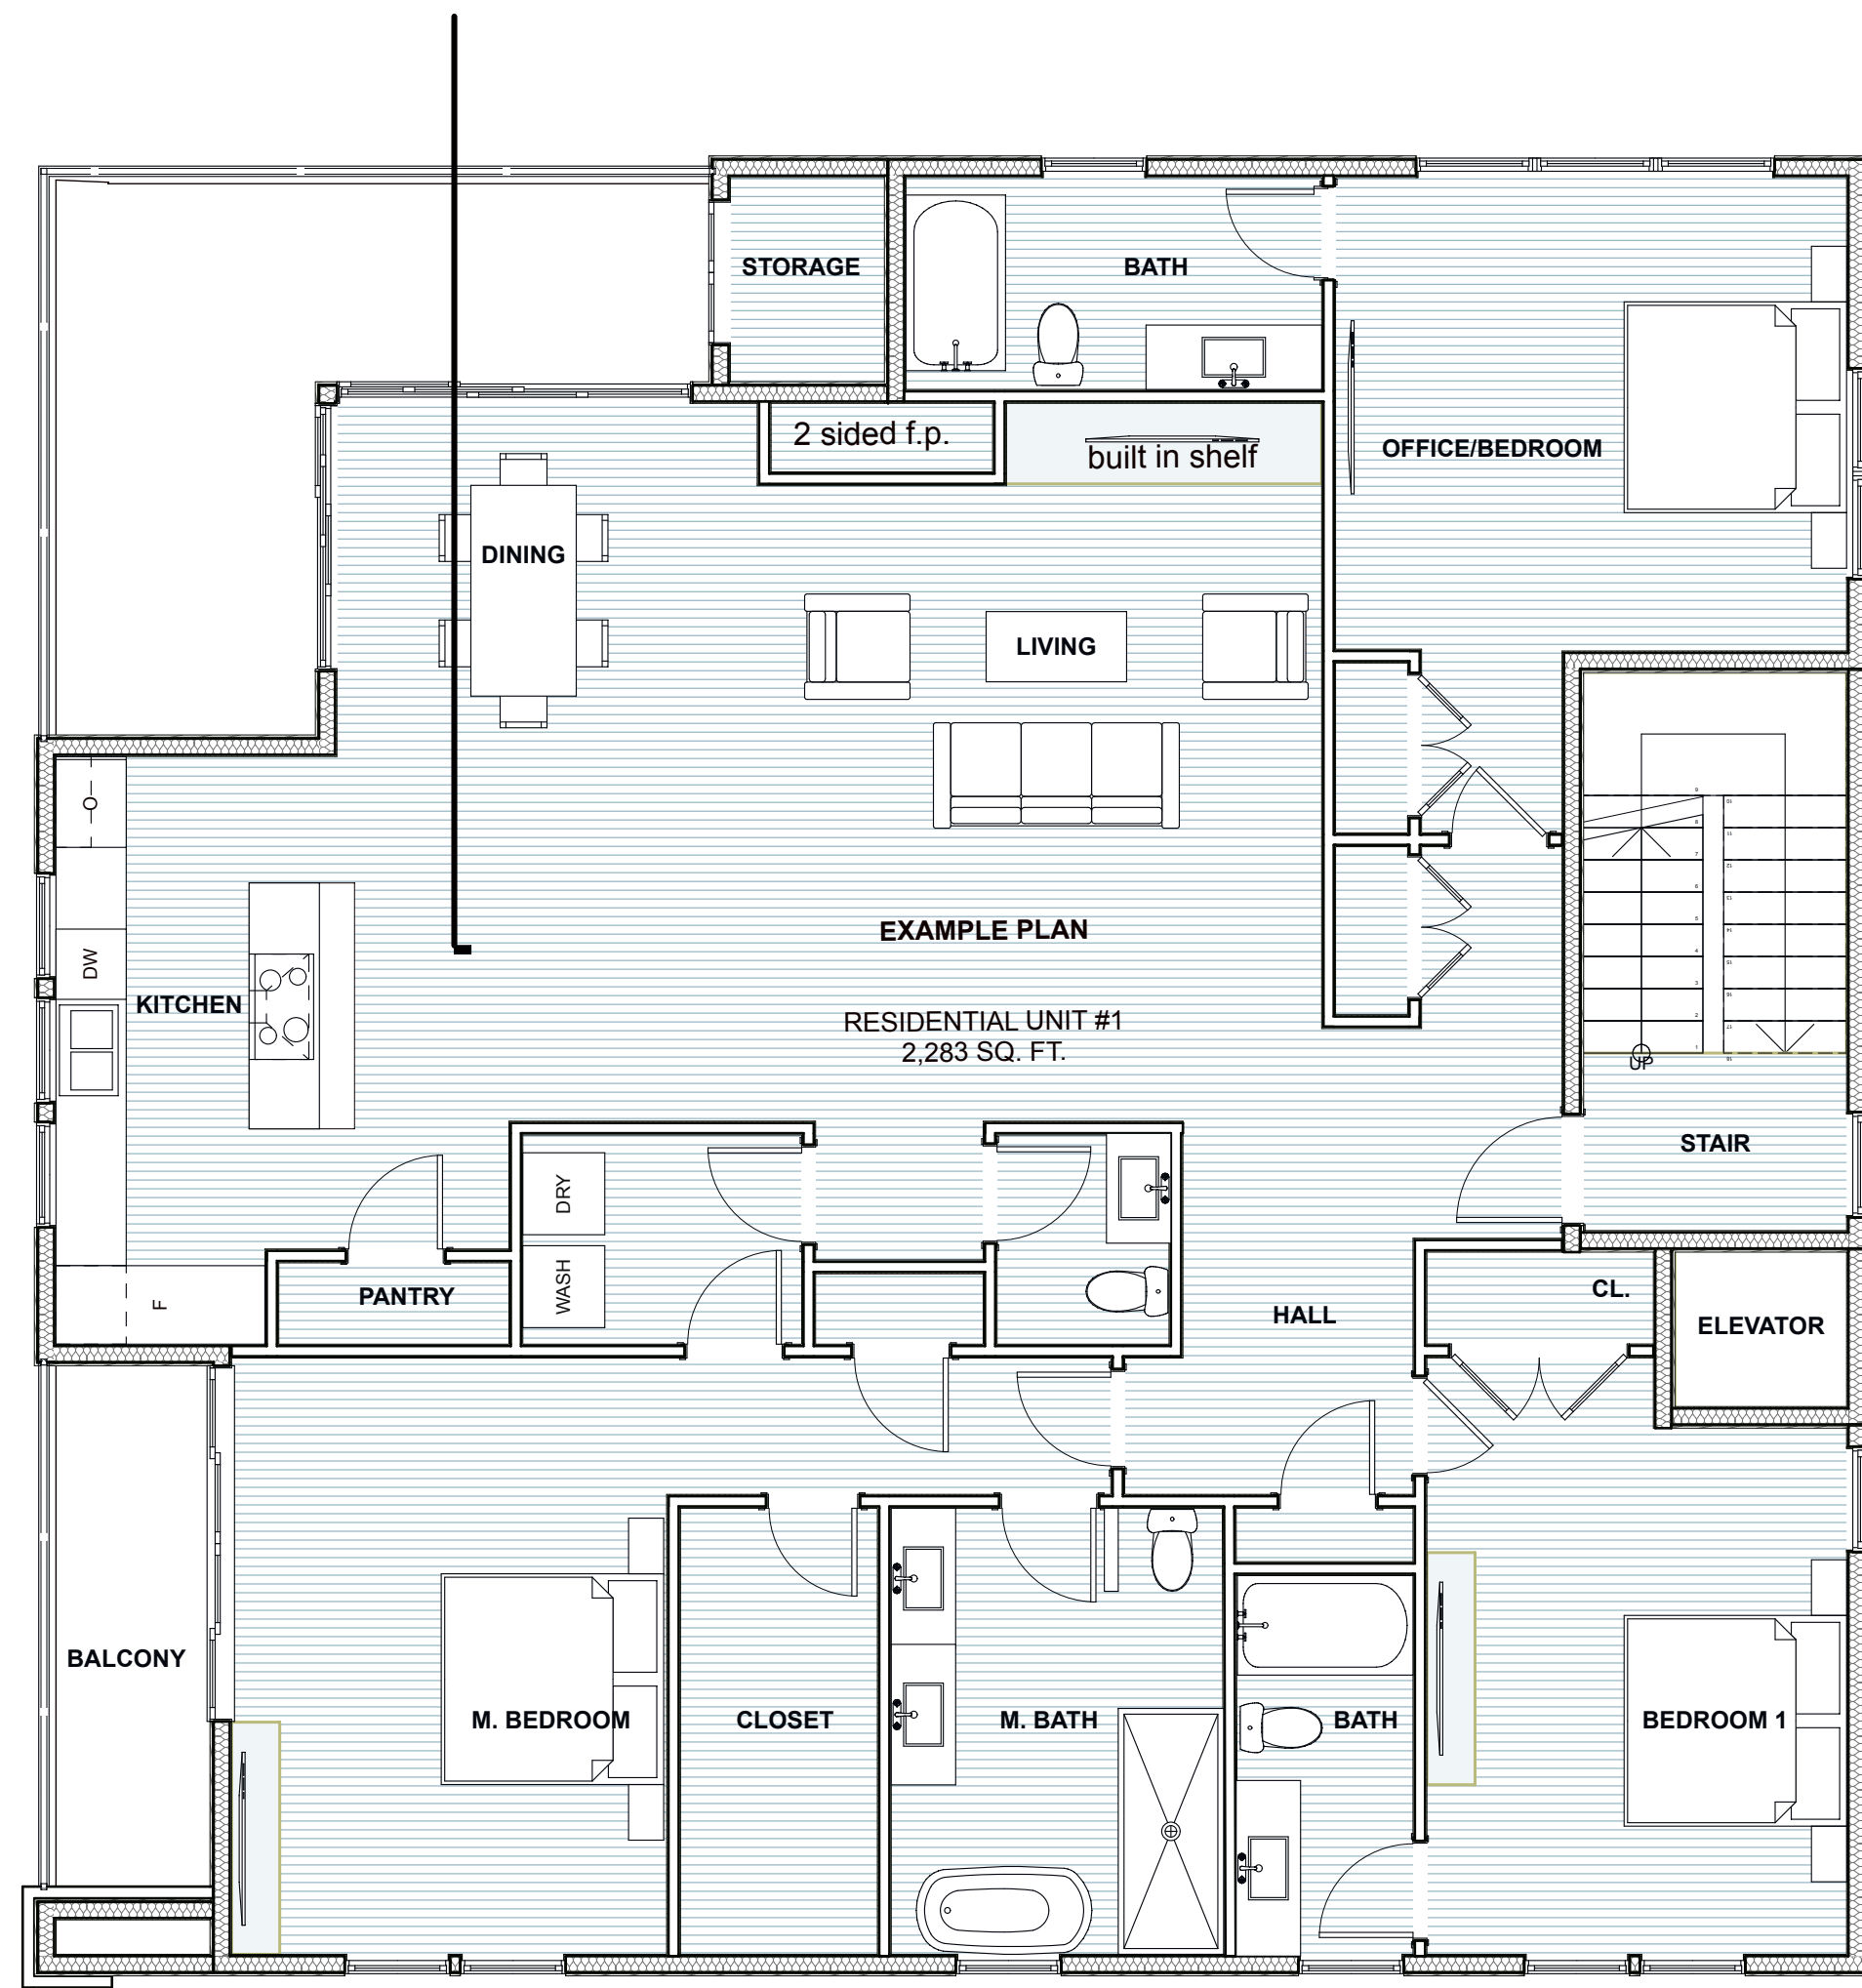 STORAGE
BATH
2 sided f.p.
built in shelf
OFFICE/BEDROOM
DINING
LIVING
O
DW
KITCHEN
EXAMPLE PLAN
RESIDENTIAL UNIT #1
2,283 SQ. FT.
UP
STAIR
DRY
WASH
PANTRY
F
HALL
CL.
ELEVATOR
BALCONY
M. BEDROOM
CLOSET
M. BATH
BATH
BEDROOM 1